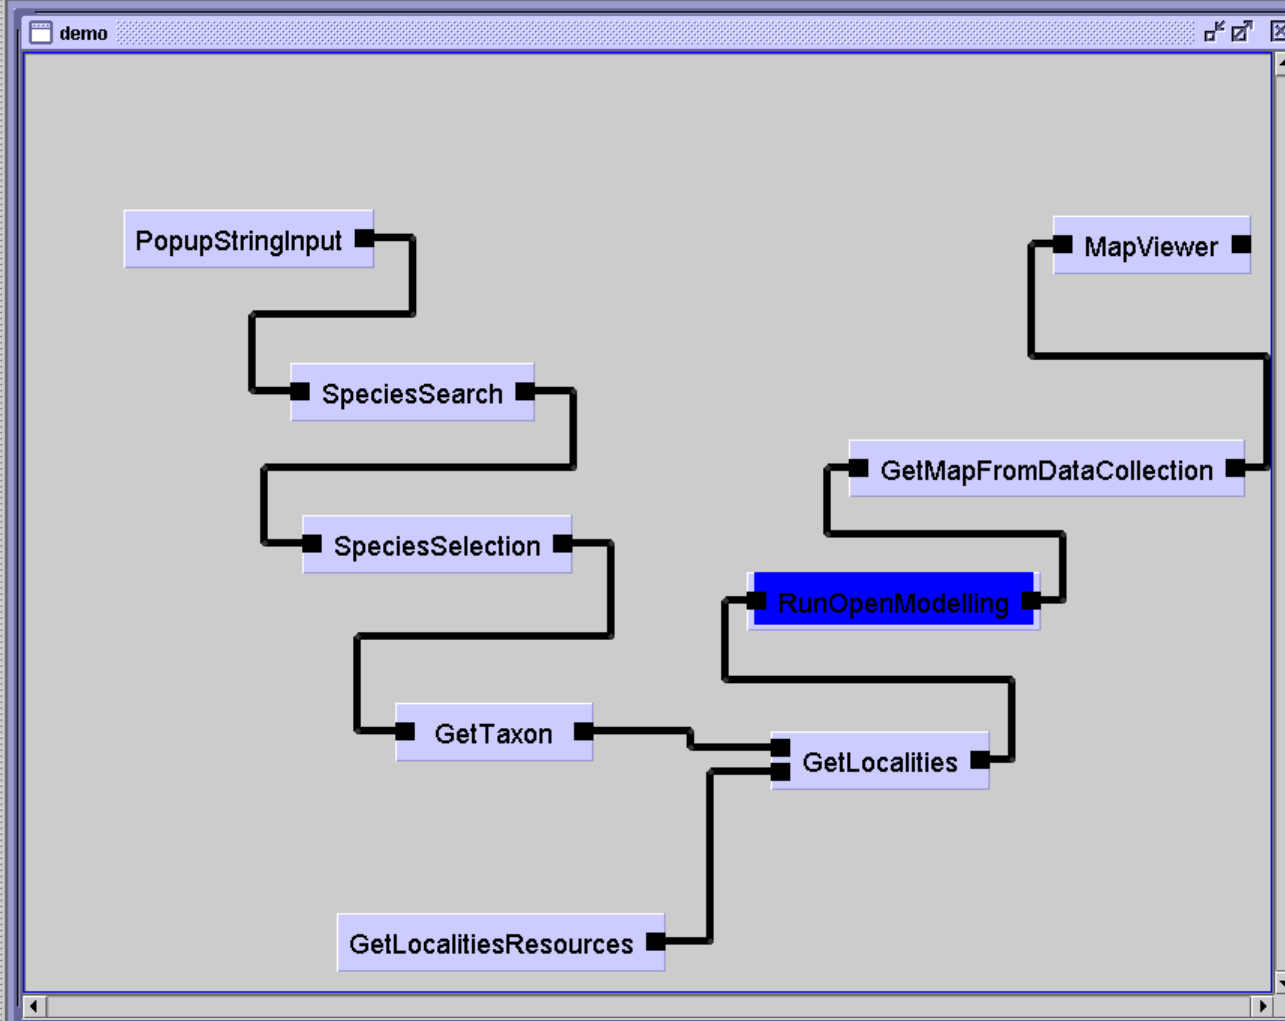 demo
PopupStringInput
MapViewer
SpeciesSearch
GetMapFromDataCollection
SpeciesSelection
RunOpenModelling
GetTaxon
GetLocalities
GetLocalitiesResources